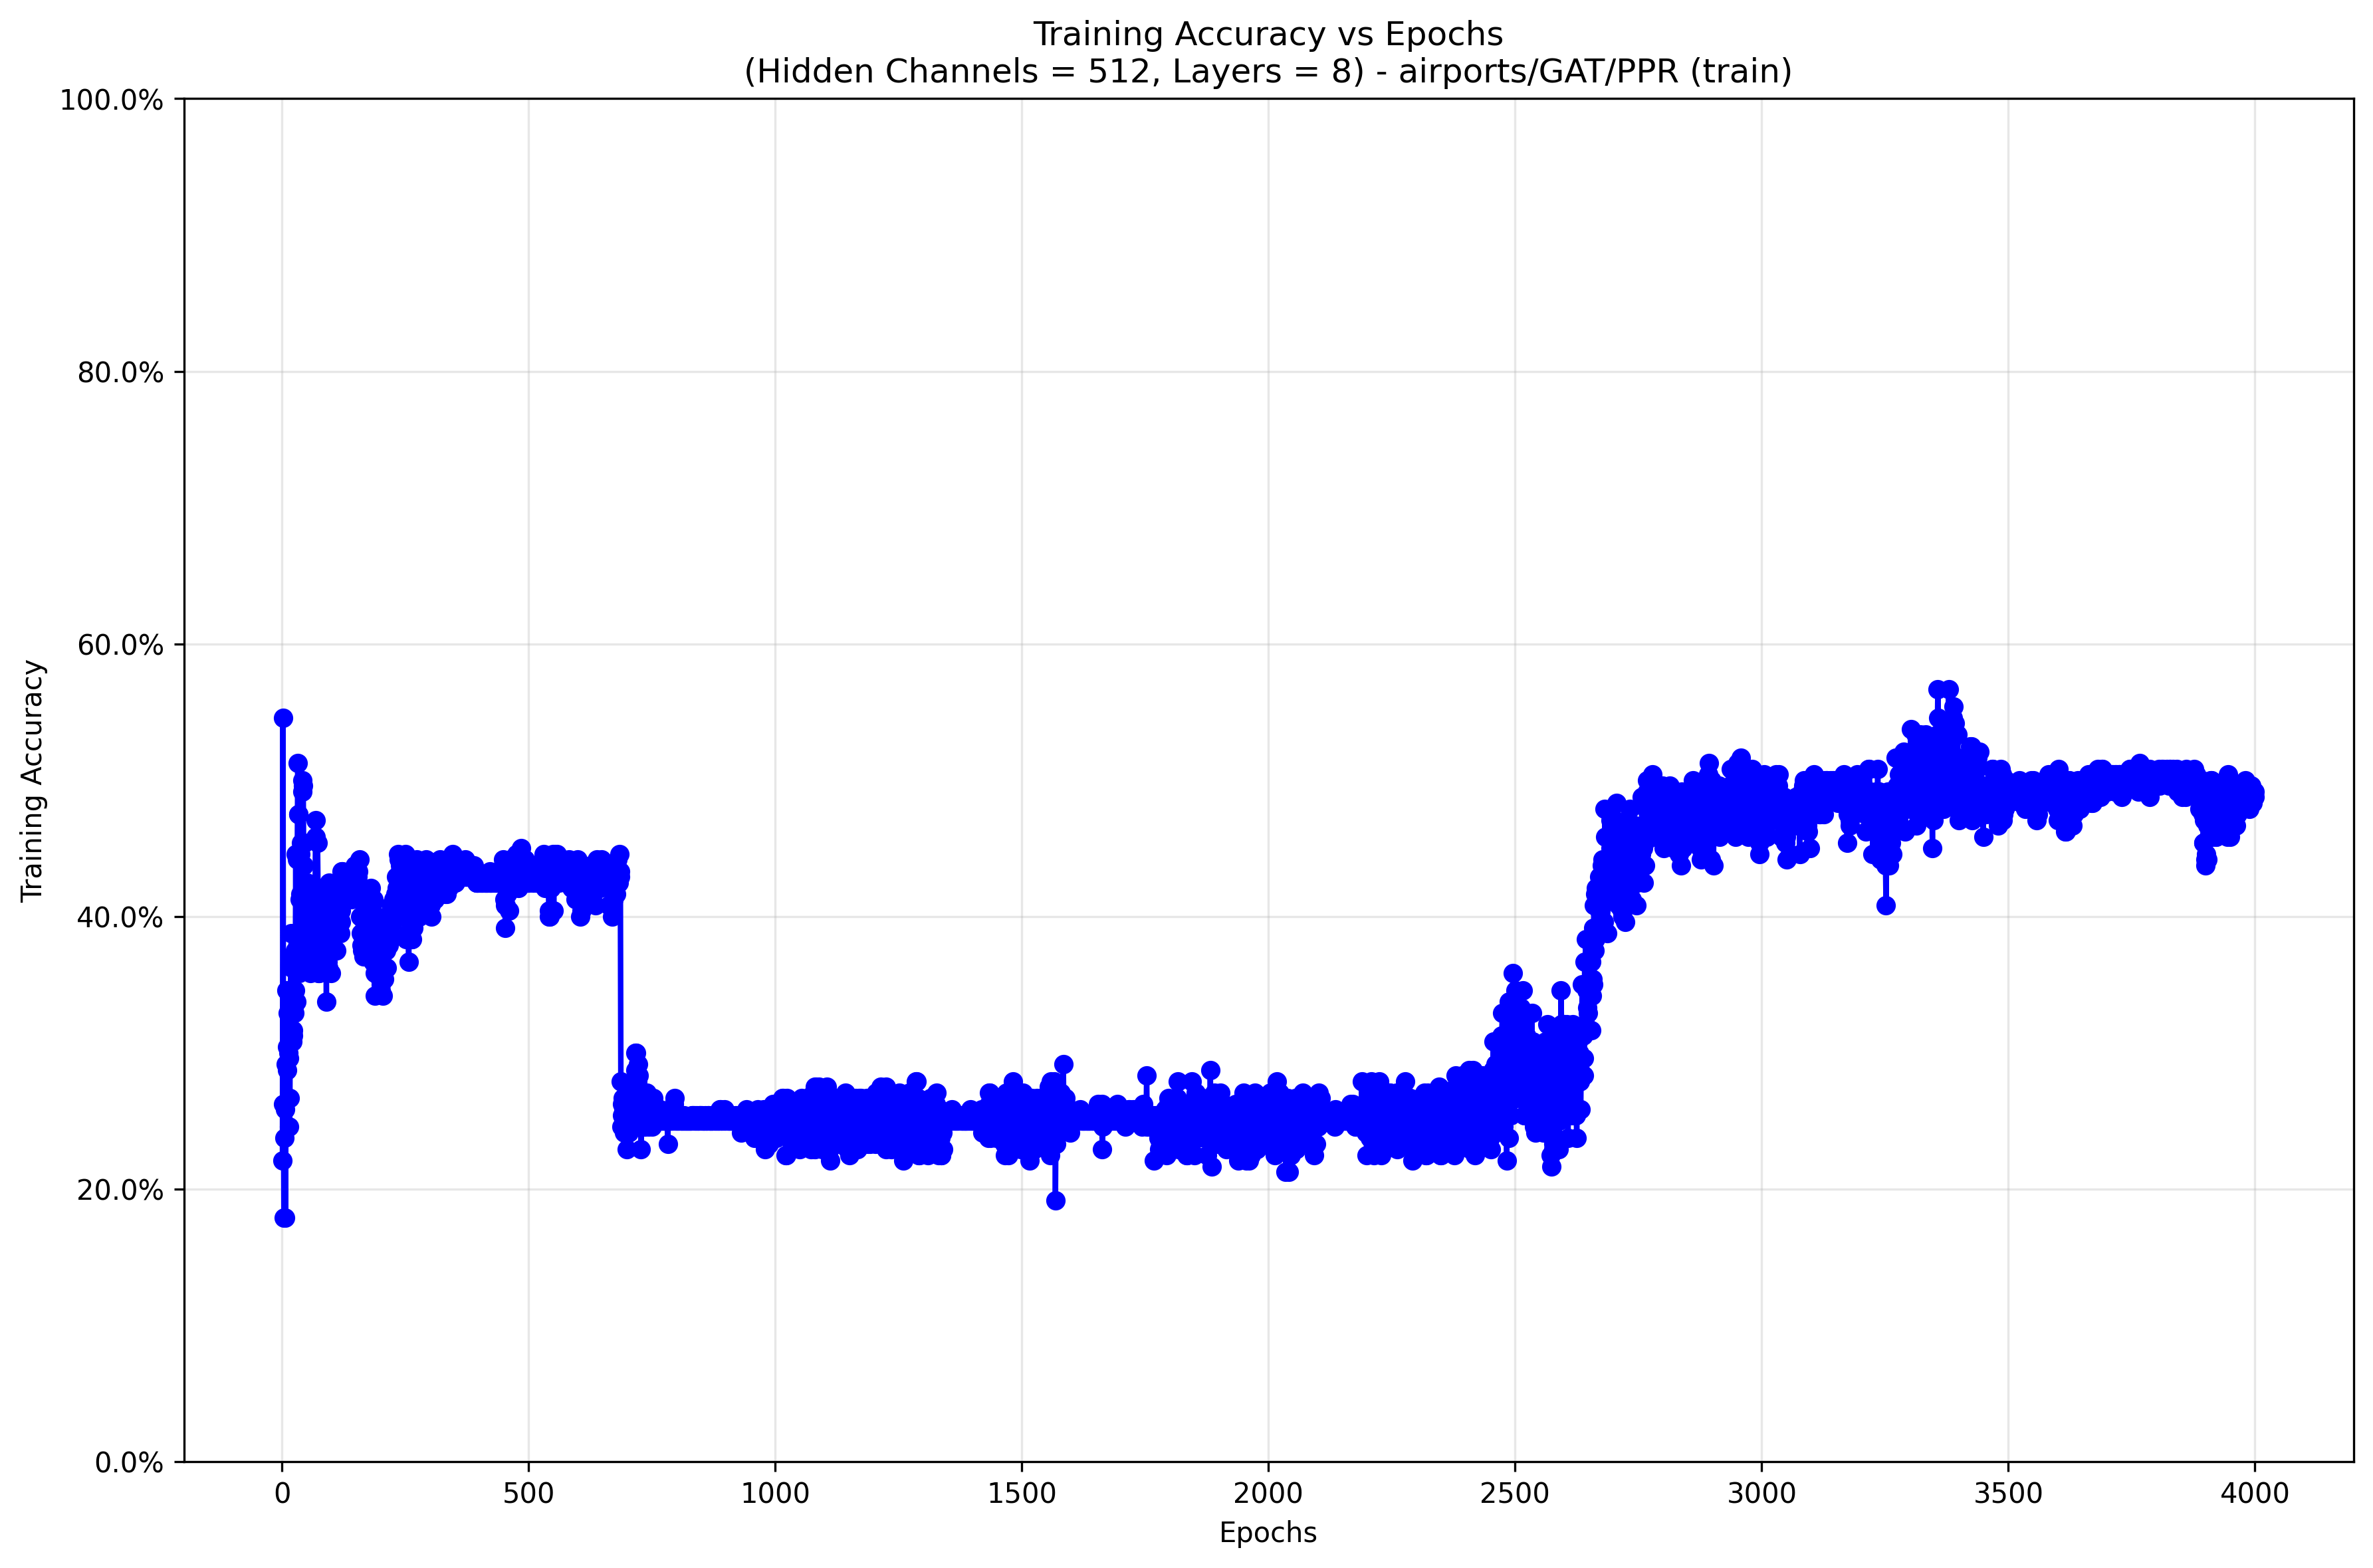 Training Accuracy vs Epochs
(Hidden Channels = 512, Layers = 8) - airports/GAT/PPR (train)
100.0%
80.0%
60.0%
40.0%
20.0%
0.0%
Training Accuracy
0 500 1000 1500 2000 2500 3000 3500 4000
Epochs